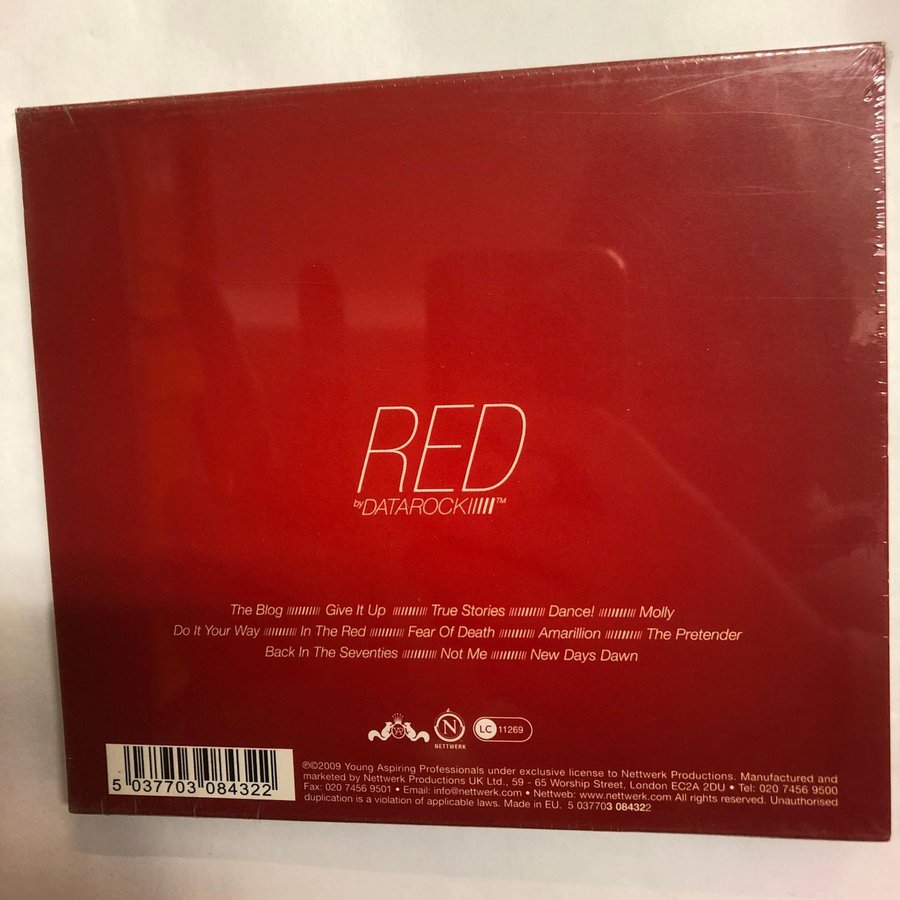 RED
by DATAROCK™
The Blog Give It Up True Stories Dance! Molly
Do It Your Way In The Red Fear Of Death Amarillion The Pretender
Back In The Seventies Not Me New Days Dawn
N
NETTWERK
LC 11269
5 037703 084322
℗©2009 Young Aspiring Professionals under exclusive license to Nettwerk Productions. Manufactured and
marketed by Nettwerk Productions UK Ltd., 59 - 65 Worship Street, London EC2A 2DU • Tel: 020 7456 9500
Fax: 020 7456 9501 • Email: info@nettwerk.com • Nettweb: www.nettwerk.com All rights reserved. Unauthorised
duplication is a violation of applicable laws. Made in EU. 5 037703 084322